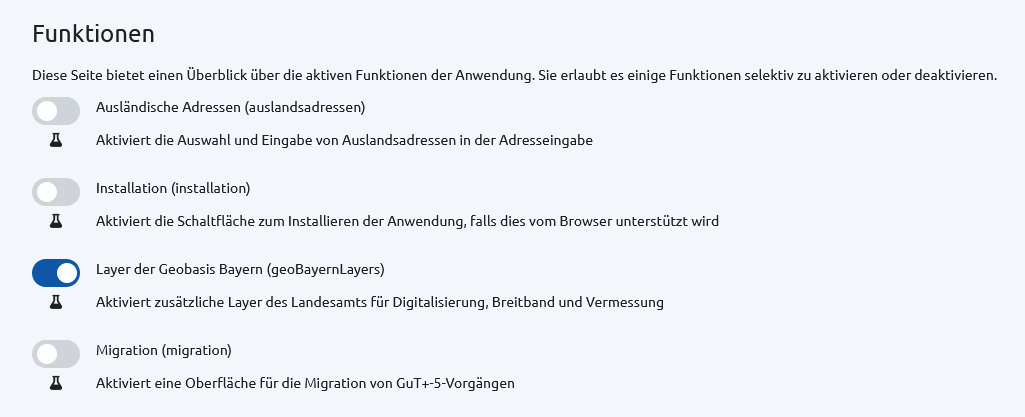 Funktionen
Diese Seite bietet einen Überblick über die aktiven Funktionen der Anwendung. Sie erlaubt es einige Funktionen selektiv zu aktivieren oder deaktivieren.
Ausländische Adressen (auslandsadressen)
Aktiviert die Auswahl und Eingabe von Auslandsadressen in der Adresseingabe
Installation (installation)
Aktiviert die Schaltfläche zum Installieren der Anwendung, falls dies vom Browser unterstützt wird
Layer der Geobasis Bayern (geoBayernLayers)
Aktiviert zusätzliche Layer des Landesamts für Digitalisierung, Breitband und Vermessung
Migration (migration)
Aktiviert eine Oberfläche für die Migration von GuT+-5-Vorgängen